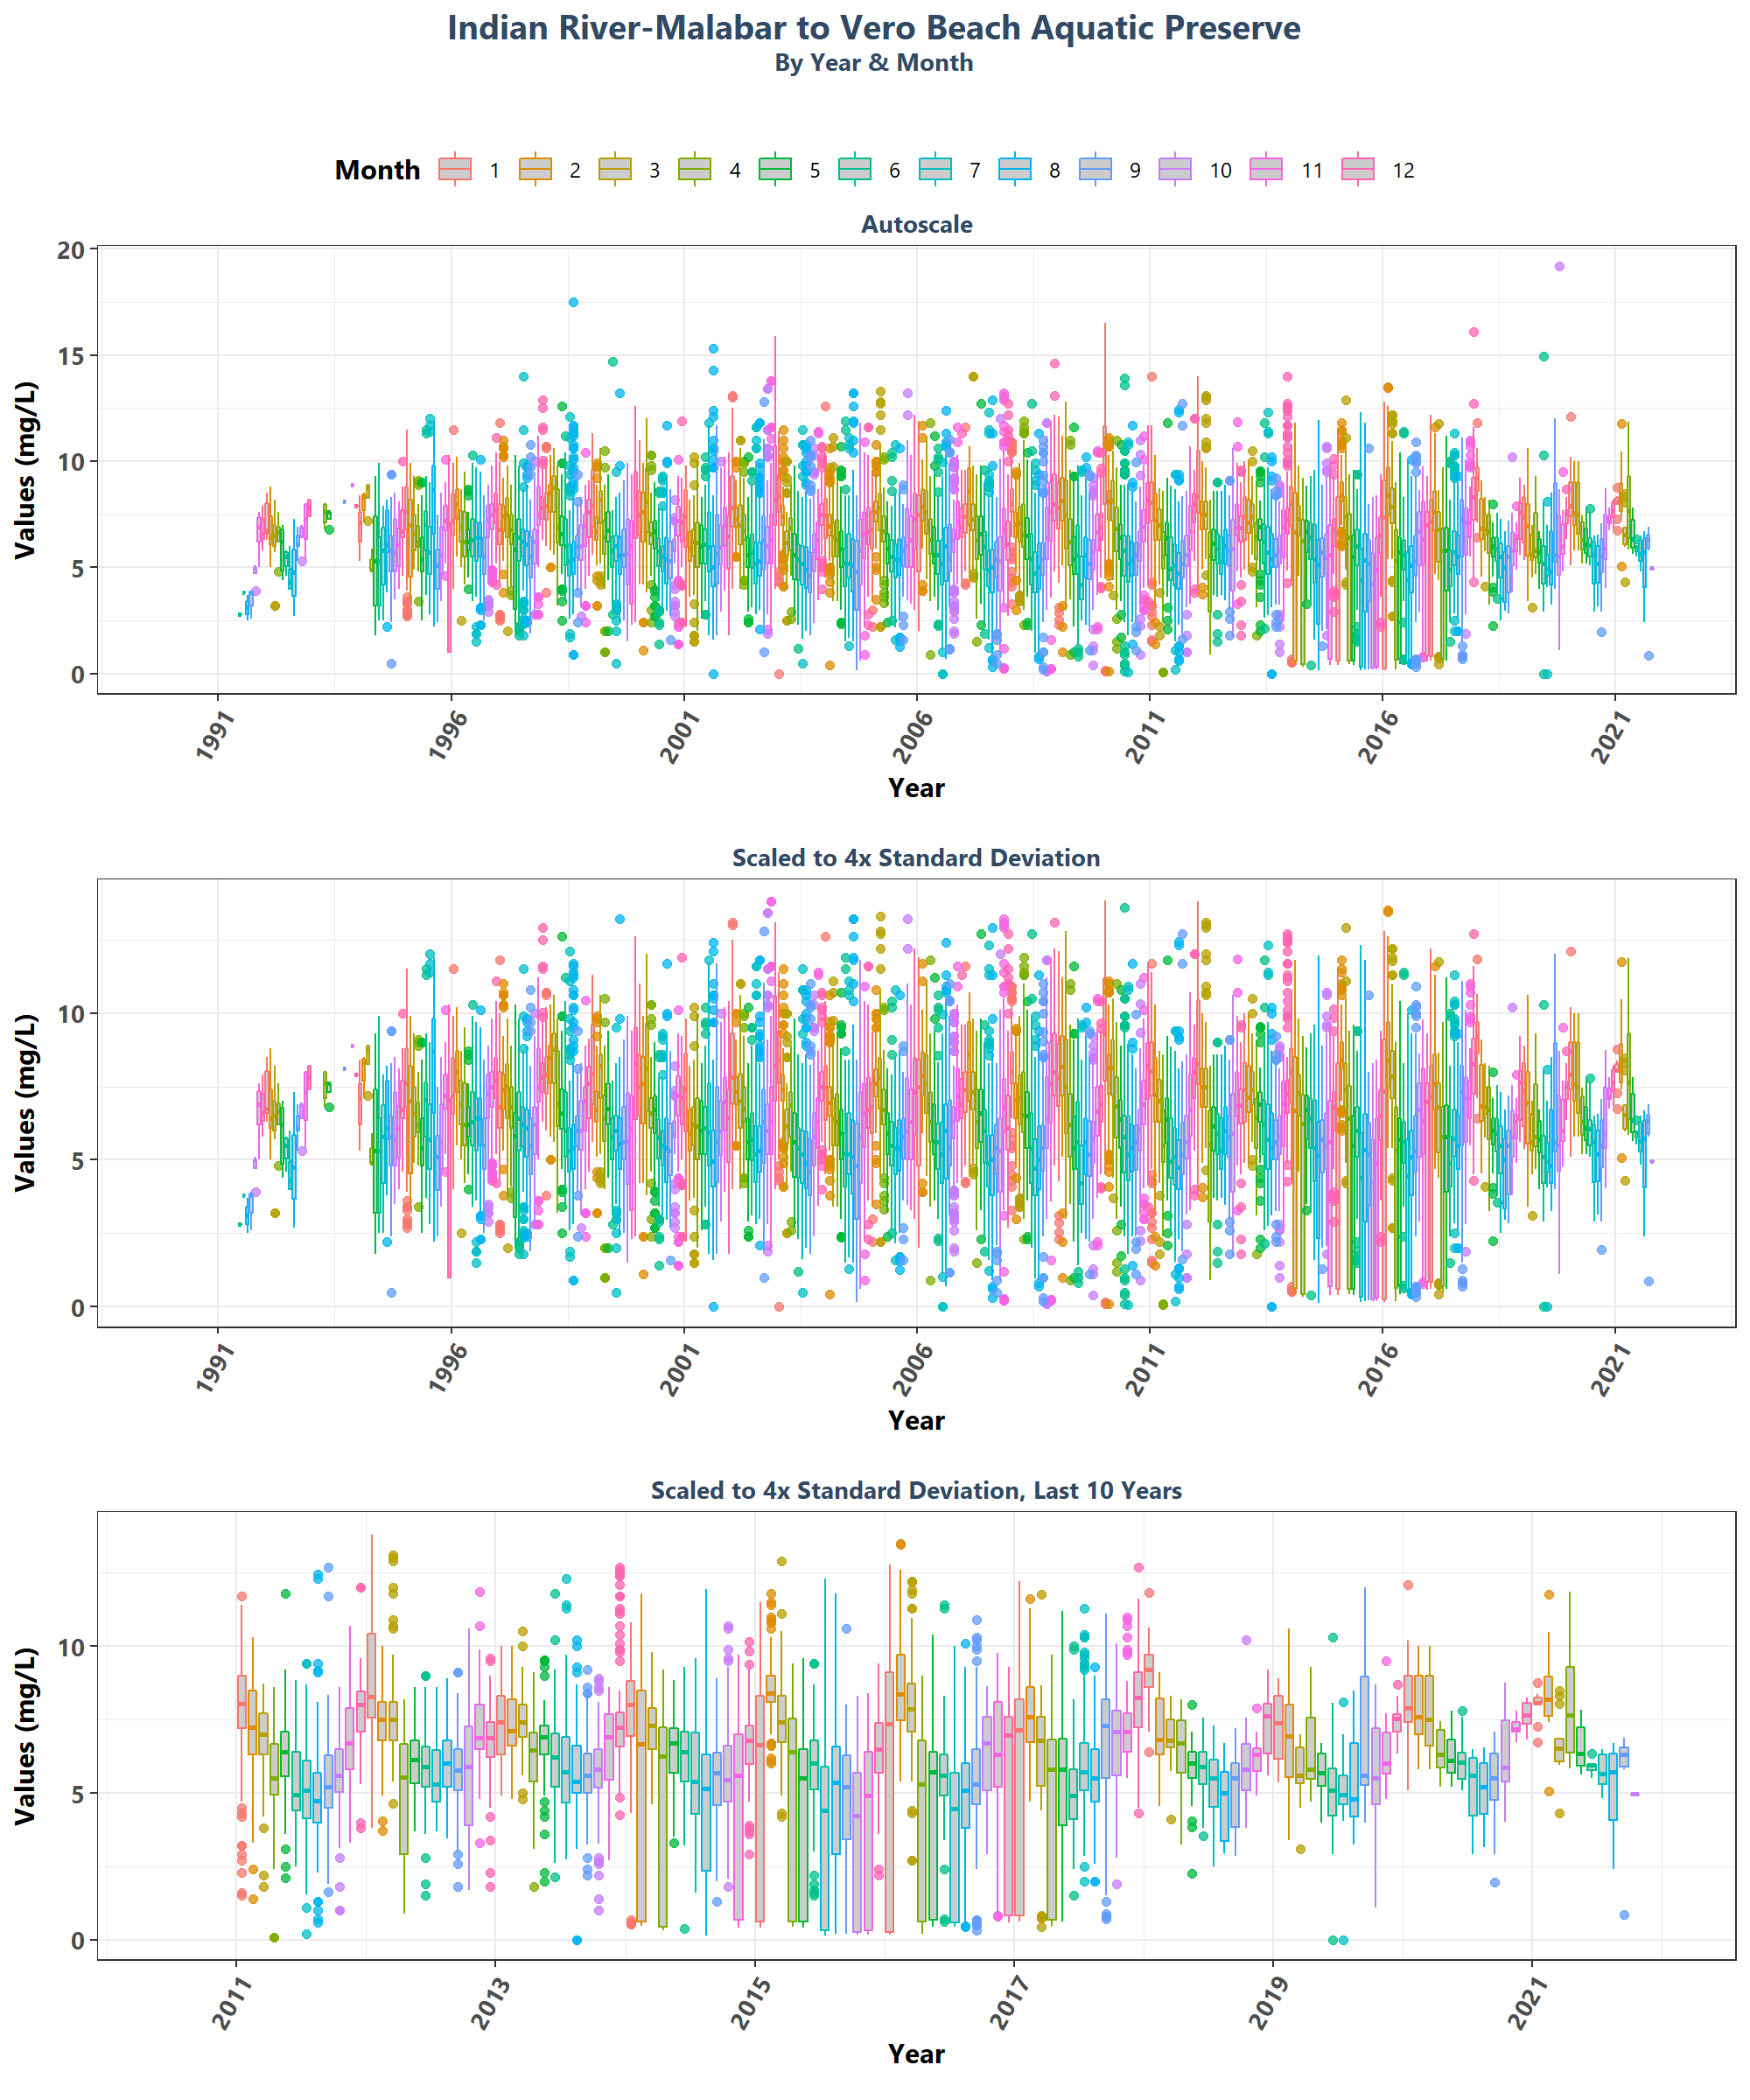 Indian River-Malabar to Vero Beach Aquatic Preserve
By Year & Month
Month 1 2 3 4 5 6 7 8 9 10 11 12
Autoscale
Values (mg/L)
20
15
10
5
0
1991 1996 2001 2006 2011 2016 2021
Year
Scaled to 4x Standard Deviation
Values (mg/L)
10
5
0
1991 1996 2001 2006 2011 2016 2021
Year
Scaled to 4x Standard Deviation, Last 10 Years
Values (mg/L)
10
5
0
2011 2013 2015 2017 2019 2021
Year